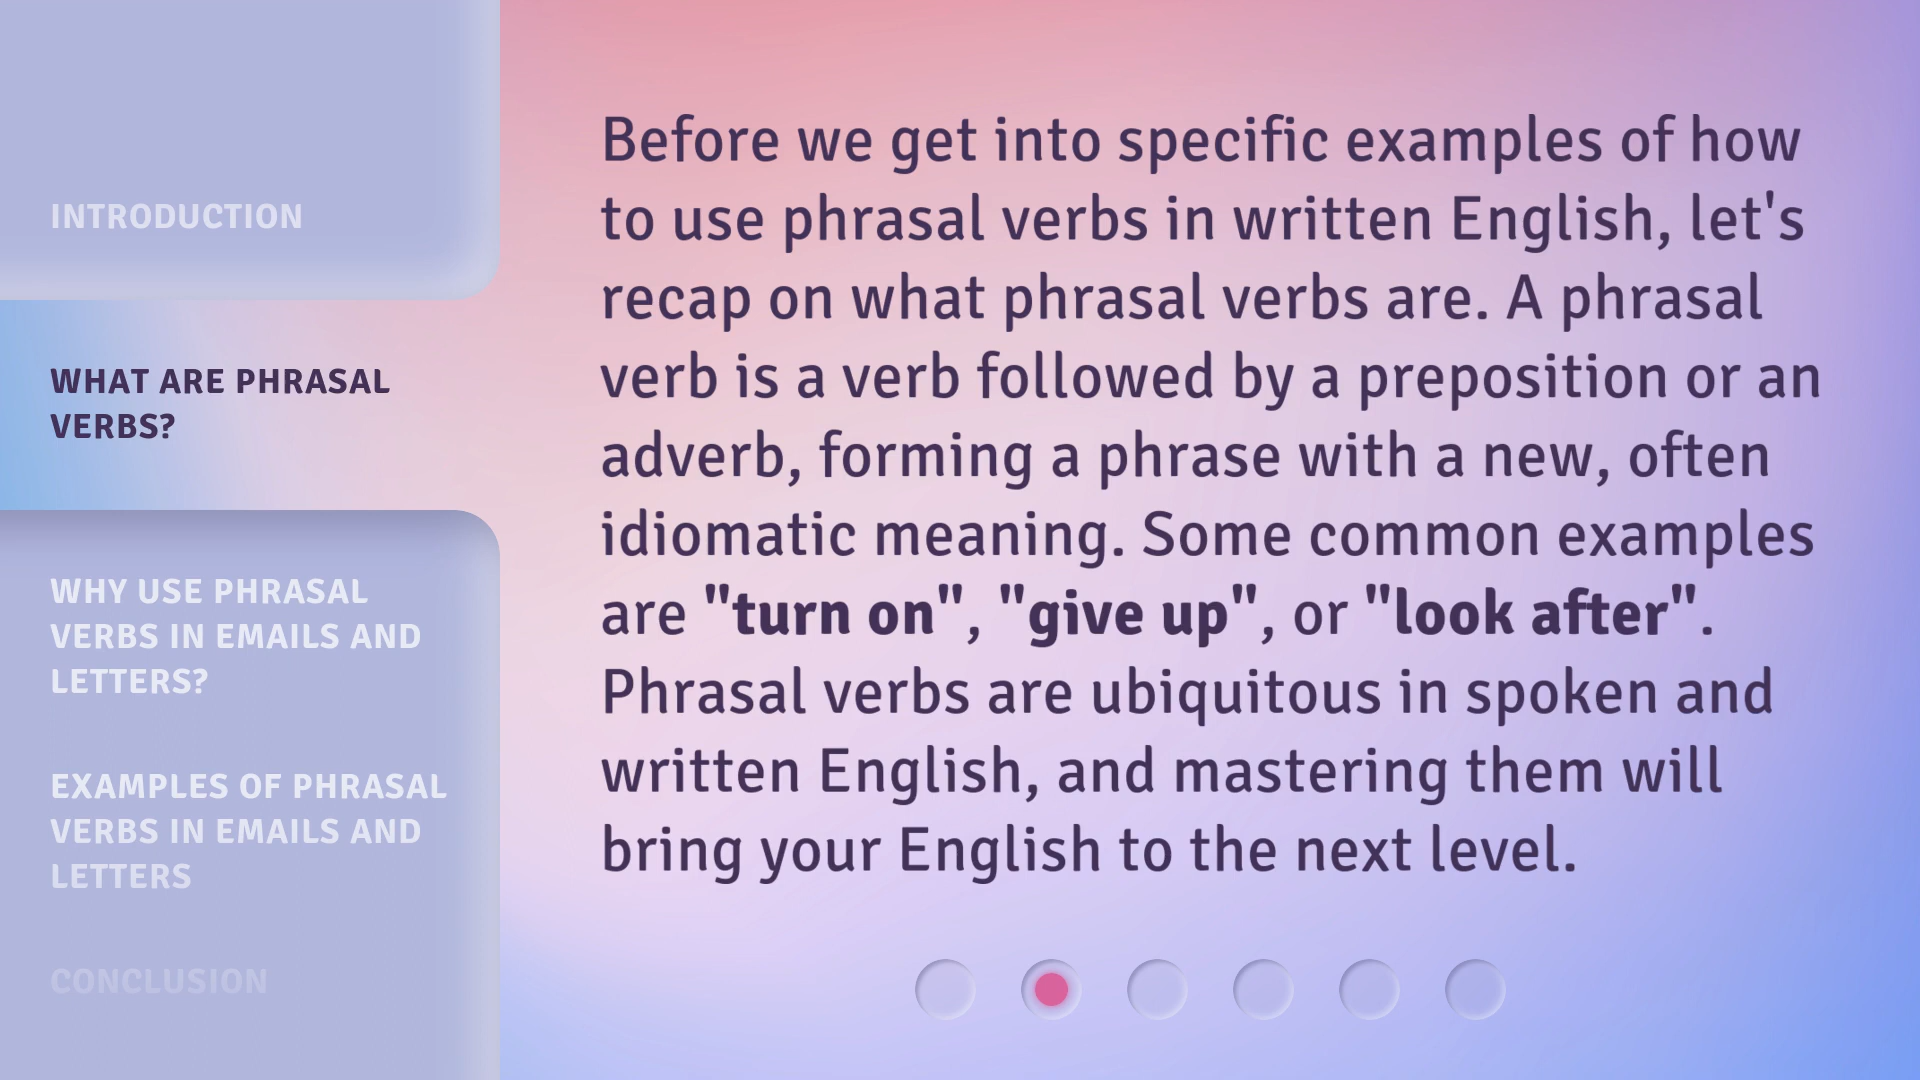 INTRODUCTION
WHAT ARE PHRASAL
VERBS?
WHY USE PHRASAL
VERBS IN EMAILS AND
LETTERS?
EXAMPLES OF PHRASAL
VERBS IN EMAILS AND
LETTERS
CONCLUSION
Before we get into specific examples of how
to use phrasal verbs in written English, let's
recap on what phrasal verbs are. A phrasal
verb is a verb followed by a preposition or an
adverb, forming a phrase with a new, often
idiomatic meaning. Some common examples
are "turn on", "give up", or "look after".
Phrasal verbs are ubiquitous in spoken and
written English, and mastering them will
bring your English to the next level.